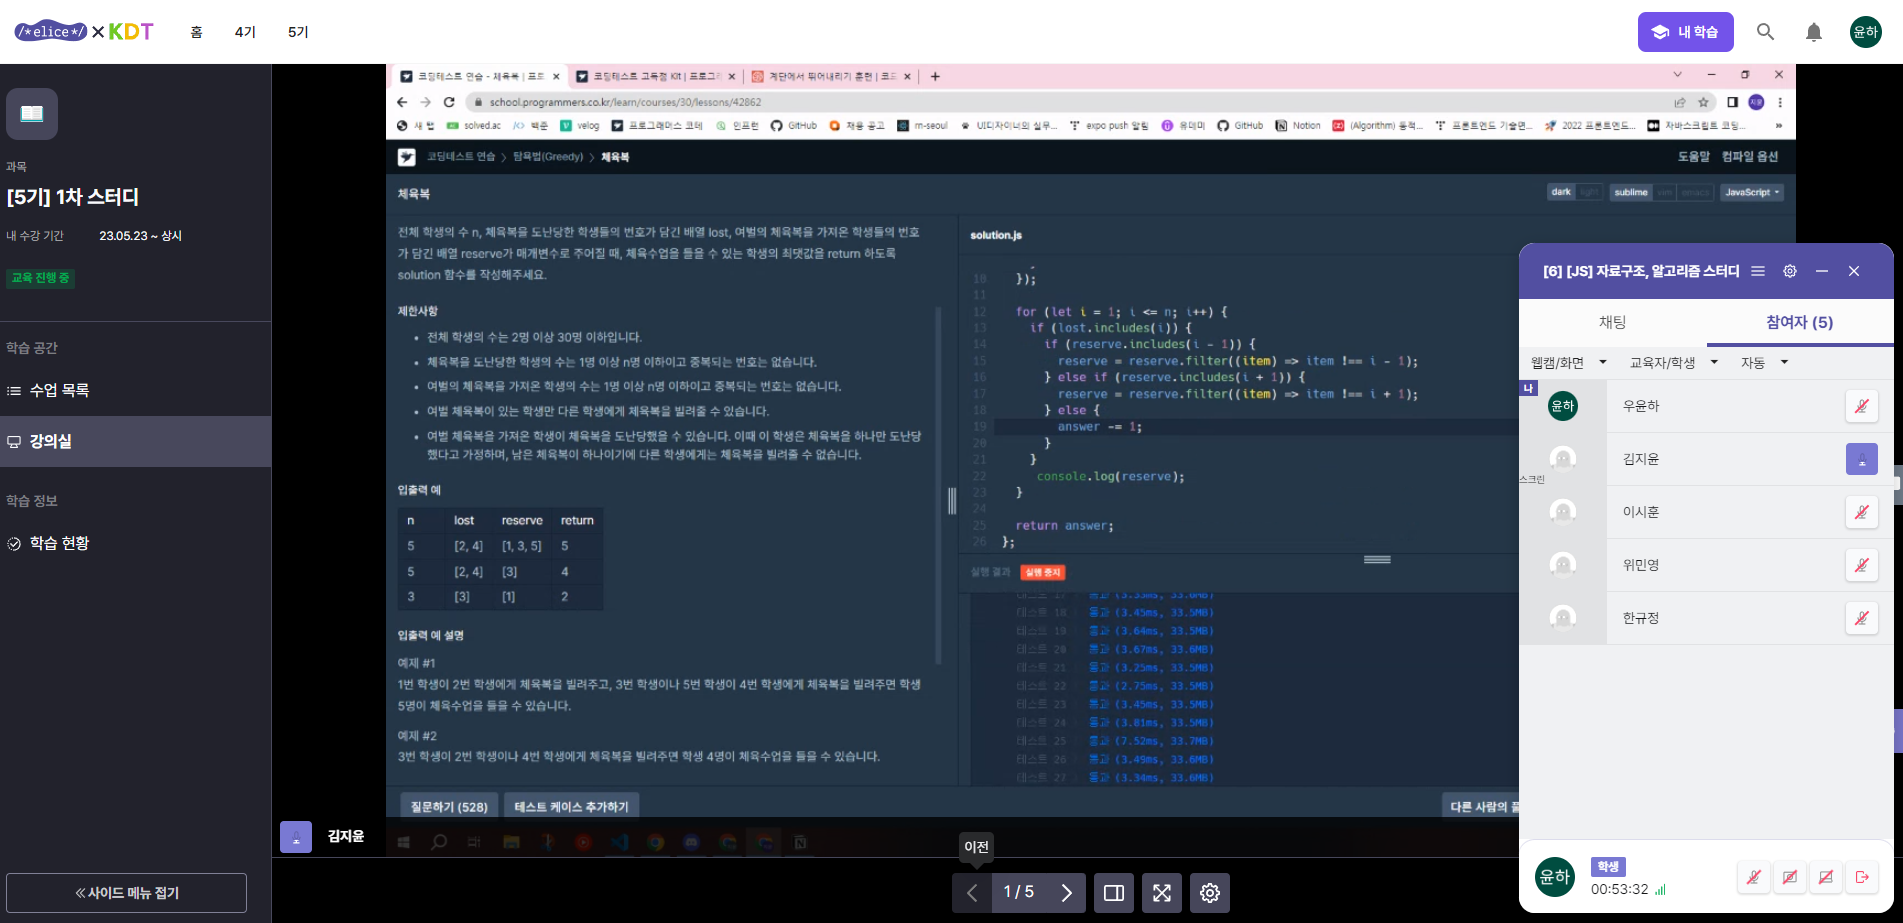 /*elice*/ × KDT
홈
4기
5기
내 학습
윤하
과목
[5기] 1차 스터디
내 수강 기간
23.05.23 ~ 상시
교육 진행 중
학습 공간
수업 목록
강의실
학습 정보
학습 현황
사이드 메뉴 접기
코딩테스트 연습 - 체육복 | 프로
코딩테스트 고득점 Kit | 프로그래
계단에서 뛰어내리기 훈련 | 코드
school.programmers.co.kr/learn/courses/30/lessons/42862
새 탭
solved.ac
백준
velog
프로그래머스 코테
인프런
GitHub
채용 공고
m-seoul
UI디자이너의 실무...
expo push 알림
유데미
GitHub
Notion
(Algorithm) 동적...
프론트엔드 기술면...
2022 프론트엔드...
자바스크립트 코딩...
코딩테스트 연습 > 탐욕법(Greedy) > 체육복
도움말
컴파일 옵션
체육복
dark
light
sublime
vim
emacs
JavaScript
전체 학생의 수 n, 체육복을 도난당한 학생들의 번호가 담긴 배열 lost, 여벌의 체육복을 가져온 학생들의 번호
가 담긴 배열 reserve가 매개변수로 주어질 때, 체육수업을 들을 수 있는 학생의 최댓값을 return 하도록
solution 함수를 작성해주세요.
제한사항
• 전체 학생의 수는 2명 이상 30명 이하입니다.
• 체육복을 도난당한 학생의 수는 1명 이상 n명 이하이고 중복되는 번호는 없습니다.
• 여벌의 체육복을 가져온 학생의 수는 1명 이상 n명 이하이고 중복되는 번호는 없습니다.
• 여벌 체육복이 있는 학생만 다른 학생에게 체육복을 빌려줄 수 있습니다.
• 여벌 체육복을 가져온 학생이 체육복을 도난당했을 수 있습니다. 이때 이 학생은 체육복을 하나만 도난당
했다고 가정하며, 남은 체육복이 하나이기에 다른 학생에게는 체육복을 빌려줄 수 없습니다.
입출력 예
n lost reserve return
5 [2, 4] [1, 3, 5] 5
5 [2, 4] [3] 4
3 [3] [1] 2
입출력 예 설명
예제 #1
1번 학생이 2번 학생에게 체육복을 빌려주고, 3번 학생이나 5번 학생이 4번 학생에게 체육복을 빌려주면 학생
5명이 체육수업을 들을 수 있습니다.
예제 #2
3번 학생이 2번 학생이나 4번 학생에게 체육복을 빌려주면 학생 4명이 체육수업을 들을 수 있습니다.
질문하기 (528)
테스트 케이스 추가하기
다른 사람의 풀
solution.js
10 });
11
12 for (let i = 1; i <= n; i++) {
13 if (lost.includes(i)) {
14 if (reserve.includes(i - 1)) {
15 reserve = reserve.filter((item) => item !== i - 1);
16 } else if (reserve.includes(i + 1)) {
17 reserve = reserve.filter((item) => item !== i + 1);
18 } else {
19 answer -= 1;
20 }
21 }
22 console.log(reserve);
23 }
24
25 return answer;
26 };
실행 결과
실행 중지
테스트 17 통과 (3.35ms, 33.6MB)
테스트 18 통과 (3.45ms, 33.5MB)
테스트 19 통과 (3.64ms, 33.5MB)
테스트 20 통과 (3.67ms, 33.6MB)
테스트 21 통과 (3.25ms, 33.5MB)
테스트 22 통과 (2.75ms, 33.5MB)
테스트 23 통과 (3.45ms, 33.5MB)
테스트 24 통과 (3.81ms, 33.5MB)
테스트 25 통과 (7.52ms, 33.7MB)
테스트 26 통과 (3.49ms, 33.6MB)
테스트 27 통과 (3.34ms, 33.6MB)
김지윤
이전
1 / 5
[6] [JS] 자료구조, 알고리즘 스터디
채팅
참여자 (5)
웹캠/화면
교육자/학생
자동
나
윤하
우윤하
김지윤
스크린
이시훈
위민영
한규정
윤하
학생
00:53:32